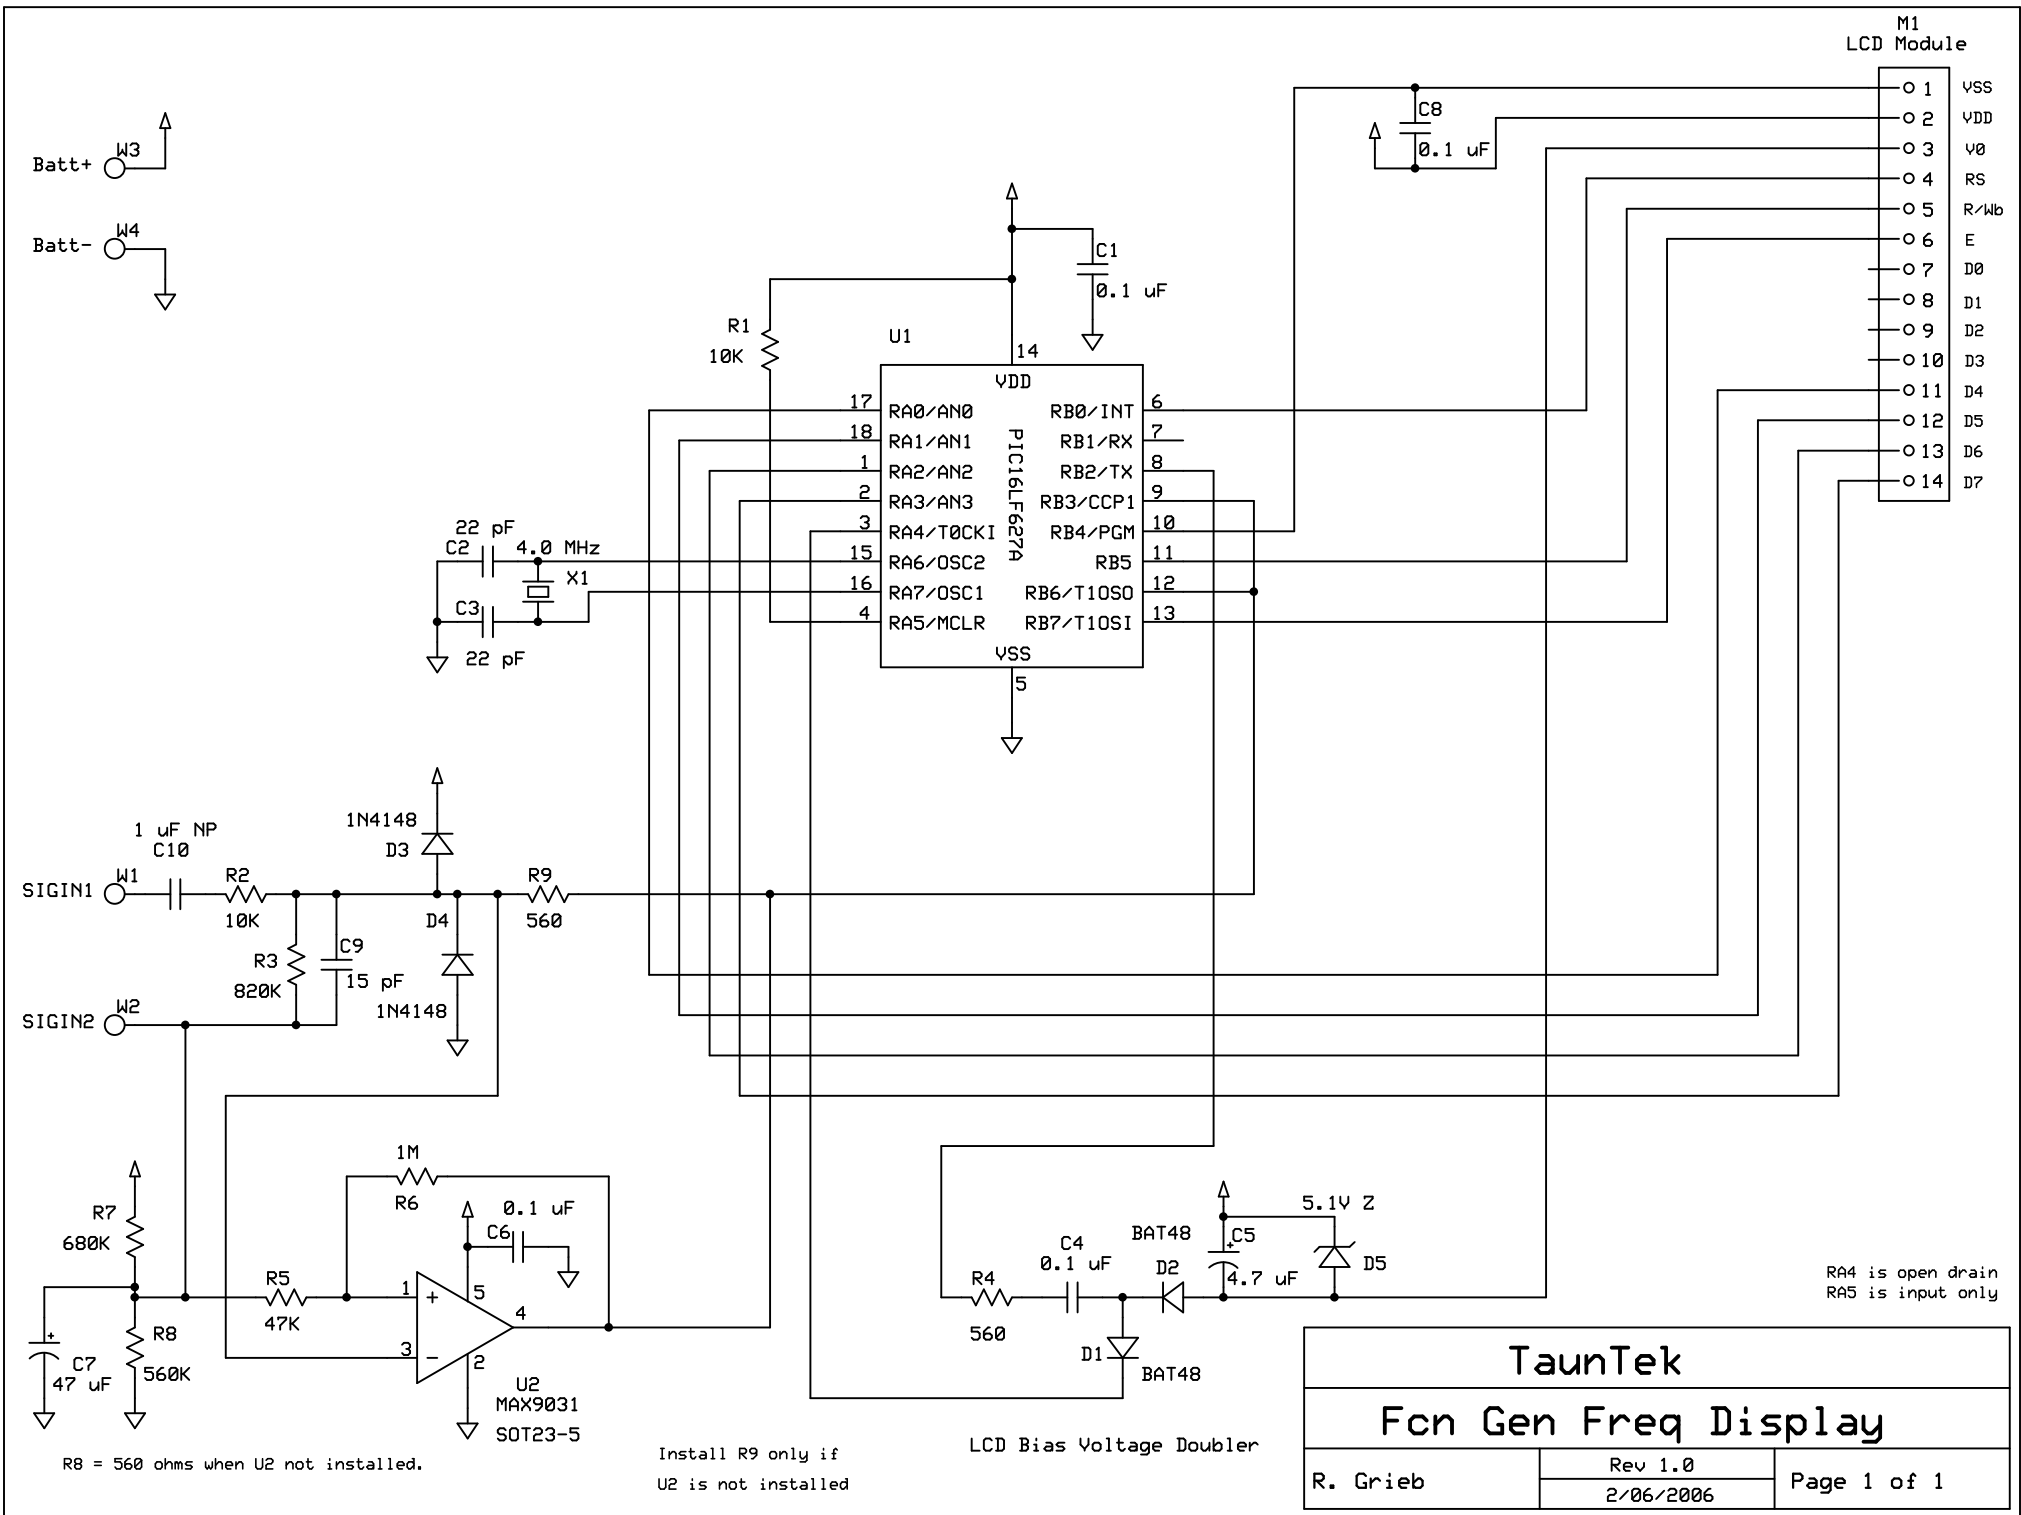 M1
LCD Module
1 VSS
2 VDD
3 V0
4 RS
5 R/Wb
6 E
7 D0
8 D1
9 D2
10 D3
11 D4
12 D5
13 D6
14 D7
C8
0.1 uF
Batt+ W3
Batt- W4
C1
0.1 uF
R1
10K
U1
14
VDD
17 RA0/AN0
18 RA1/AN1
1 RA2/AN2
2 RA3/AN3
3 RA4/T0CKI
15 RA6/OSC2
16 RA7/OSC1
4 RA5/MCLR
PIC16LF627A
RB0/INT 6
RB1/RX 7
RB2/TX 8
RB3/CCP1 9
RB4/PGM 10
RB5 11
RB6/T1OSO 12
RB7/T1OSI 13
VSS
5
22 pF
C2
4.0 MHz
X1
C3
22 pF
1N4148
D3
1 uF NP
C10
SIGIN1 W1
R2
10K
R9
560
D4
1N4148
R3
820K
C9
15 pF
SIGIN2 W2
1M
R6
R7
680K
0.1 uF
C6
R5
47K
1 +
3 -
5
4
2
R8
560K
C7
+
47 uF
U2
MAX9031
SOT23-5
R8 = 560 ohms when U2 not installed.
Install R9 only if
U2 is not installed
R4
560
C4
0.1 uF
BAT48
D2
D1
BAT48
C5
+
4.7 uF
5.1V Z
D5
LCD Bias Voltage Doubler
RA4 is open drain
RA5 is input only
TaunTek
Fcn Gen Freq Display
R. Grieb
Rev 1.0
2/06/2006
Page 1 of 1